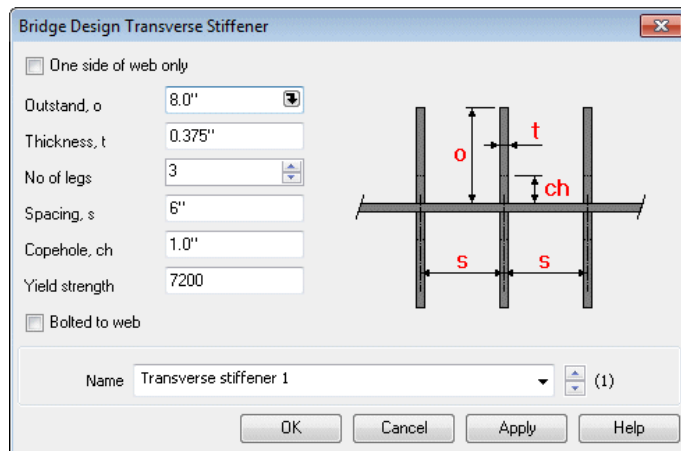 Bridge Design Transverse Stiffener
One side of web only
Outstand, o 8.0"
Thickness, t 0.375"
No of legs 3
Spacing, s 6"
Copehole, ch 1.0"
Yield strength 7200
Bolted to web
t
o
ch
s s
Name Transverse stiffener 1 (1)
OK Cancel Apply Help